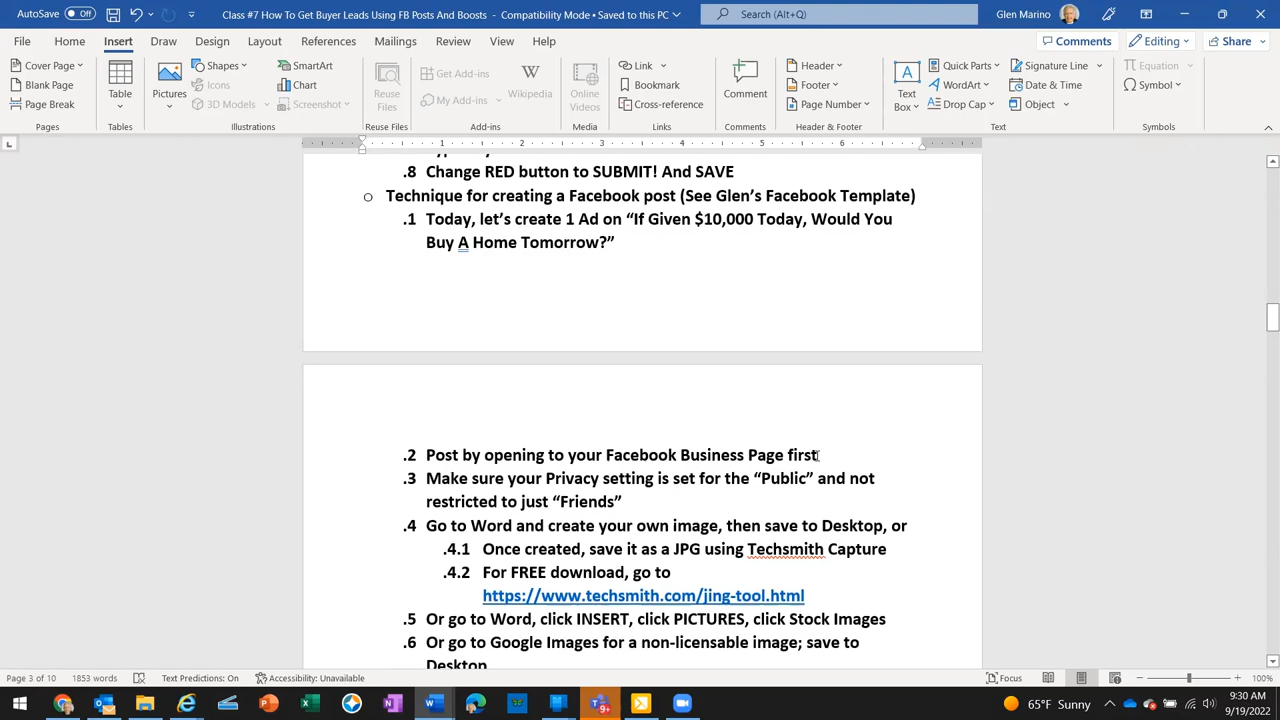 AutoSave Off
Class #7 How To Get Buyer Leads Using FB Posts And Boosts - Compatibility Mode - Saved to this PC
Search (Alt+Q)
Glen Marino
File Home Insert Draw Design Layout References Mailings Review View Help
Comments Editing Share
Cover Page
Blank Page
Page Break
Pages
Table
Tables
Pictures
Shapes
Icons
3D Models
SmartArt
Chart
Screenshot
Illustrations
Reuse Files
Reuse Files
Get Add-ins
My Add-ins
Wikipedia
Add-ins
Online Videos
Media
Link
Bookmark
Cross-reference
Links
Comment
Comments
Header
Footer
Page Number
Header & Footer
Text Box
Quick Parts
WordArt
Drop Cap
Signature Line
Date & Time
Object
Text
Equation
Symbol
Symbols
1 2 3 4 5 6
.8 Change RED button to SUBMIT! And SAVE
o Technique for creating a Facebook post (See Glen’s Facebook Template)
.1 Today, let’s create 1 Ad on “If Given $10,000 Today, Would You
Buy A Home Tomorrow?”
.2 Post by opening to your Facebook Business Page first
.3 Make sure your Privacy setting is set for the “Public” and not
restricted to just “Friends”
.4 Go to Word and create your own image, then save to Desktop, or
.4.1 Once created, save it as a JPG using Techsmith Capture
.4.2 For FREE download, go to
https://www.techsmith.com/jing-tool.html
.5 Or go to Word, click INSERT, click PICTURES, click Stock Images
.6 Or go to Google Images for a non-licensable image; save to
Desktop
Page 3 of 10 1853 words Text Predictions: On Accessibility: Unavailable Focus 100%
65°F Sunny
9:30 AM
9/19/2022
9+